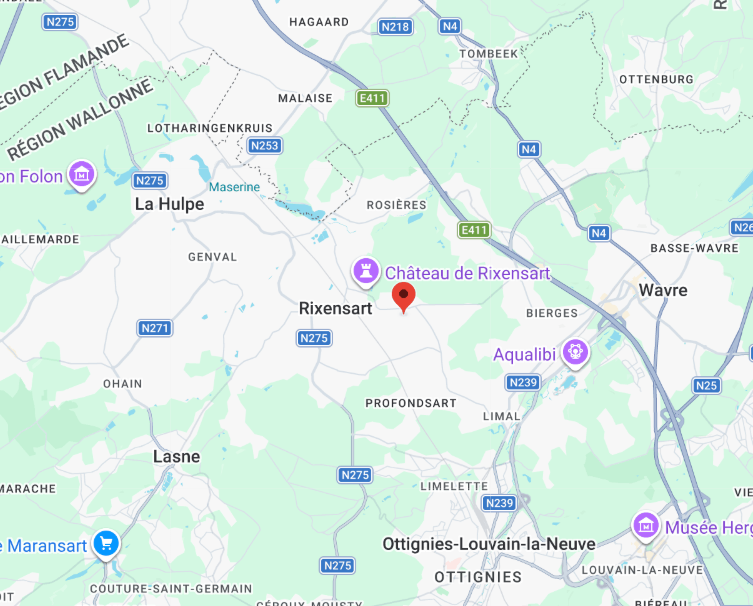 N275
HAGAARD
N218
N4
TOMBEEK
OTTENBURG
RÉGION WALLONNE
MALAISE
E411
LOTHARINGENKRUIS
N253
N4
on Folon
N275
Maserine
La Hulpe
ROSIÈRES
E411
N4
AILLEMARDE
GENVAL
BASSE-WAVRE
Château de Rixensart
Wavre
Rixensart
BIERGES
N271
N275
Aqualibi
OHAIN
N239
N25
PROFONDSART
LIMAL
Lasne
N275
MARACHE
LIMELETTE
N239
Musée Herg
e Maransart
Ottignies-Louvain-la-Neuve
N275
OTTIGNIES
LOUVAIN-LA-NEUVE
COUTURE-SAINT-GERMAIN